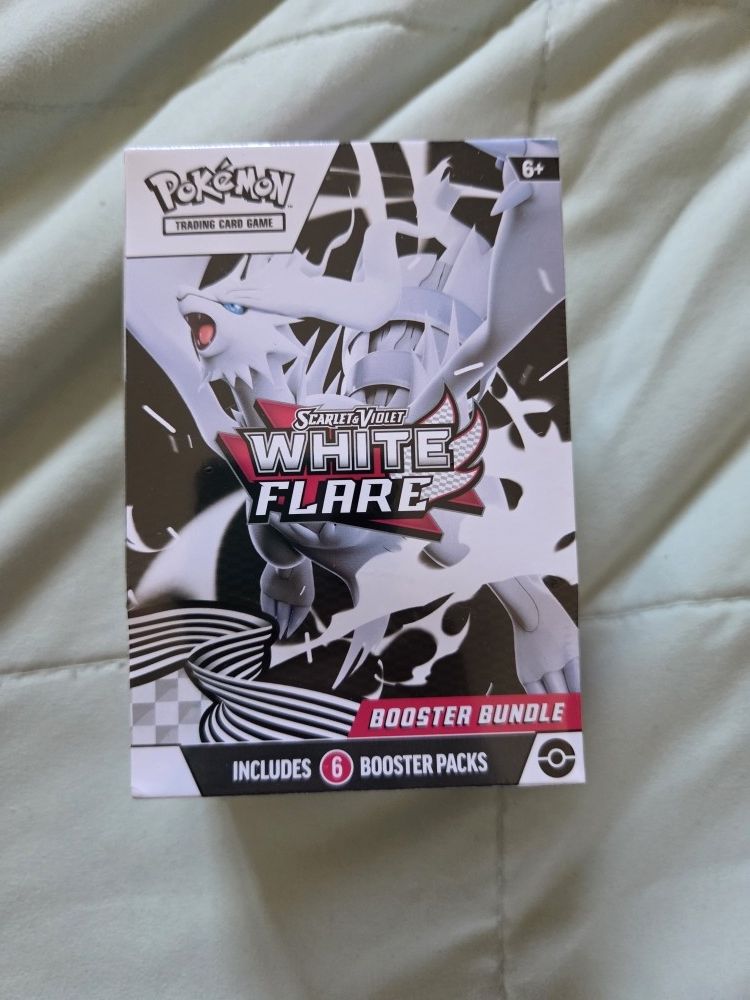 POKéMON
TRADING CARD GAME
6+
SCARLET & VIOLET
WHITE
FLARE
BOOSTER BUNDLE
INCLUDES 6 BOOSTER PACKS